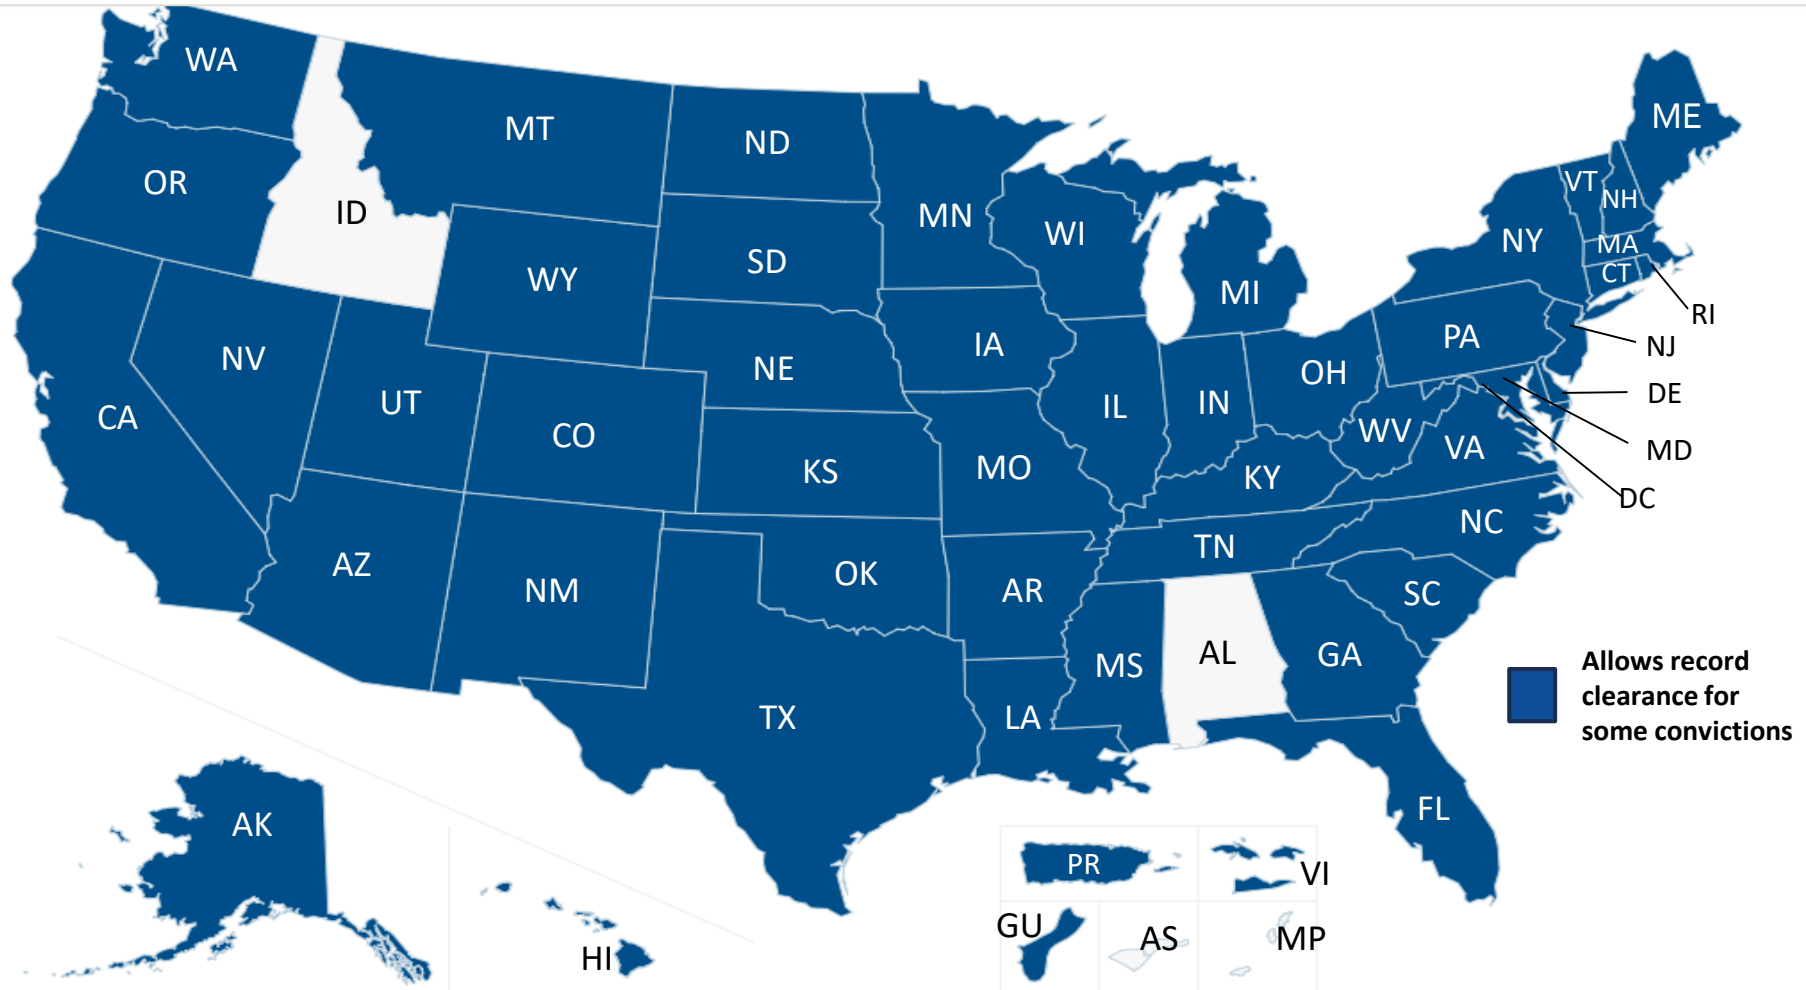 WA
MT
ND
ME
OR
ID
MN
VT
NH
WI
NY
MA
SD
CT
WY
MI
RI
PA
NJ
IA
NV
NE
OH
DE
UT
CA
IL
IN
CO
WV
VA
MD
MO
KS
KY
DC
NC
TN
AZ
OK
NM
AR
SC
AL
GA
MS
Allows record
clearance for
some convictions
TX
LA
FL
AK
PR
VI
GU
AS
MP
HI